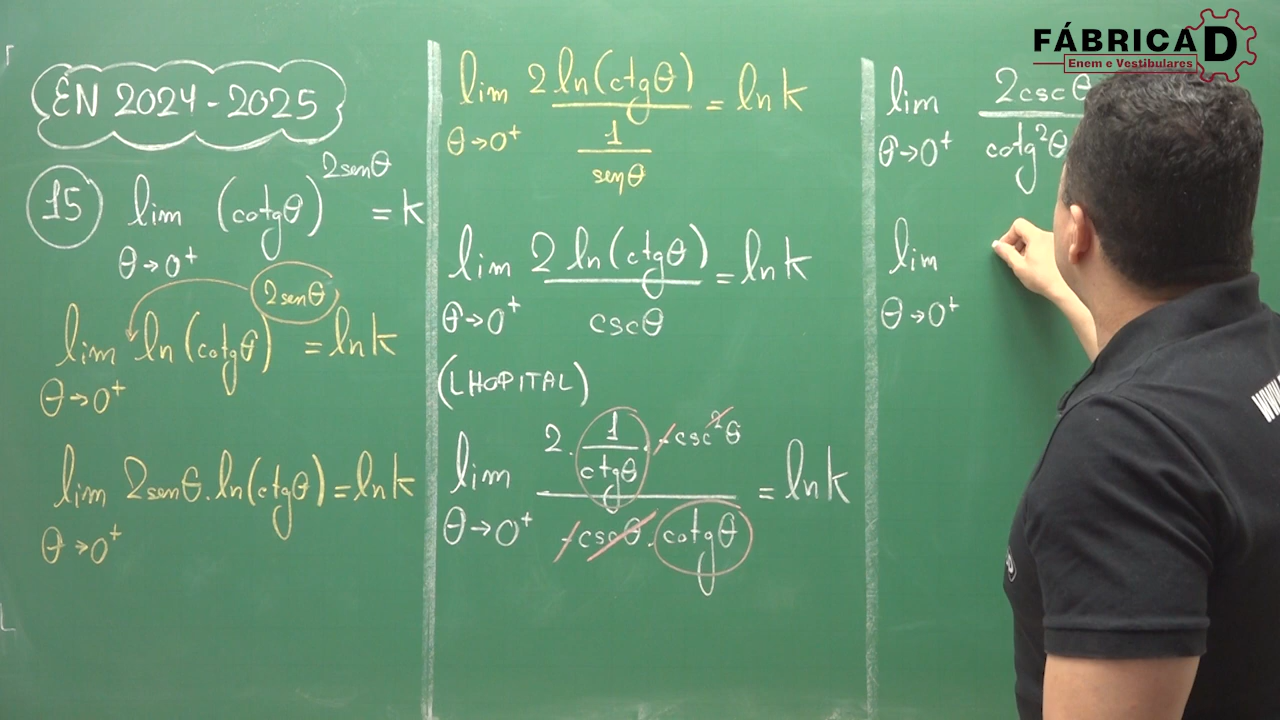 FÁBRICA D
Enem e Vestibulares
EN 2024-2025
15 lim (cotgθ)^2senθ = k
θ→0⁺
lim ln(cotgθ)^2senθ = ln k
θ→0⁺
lim 2senθ.ln(ctgθ) = ln k
θ→0⁺
lim 2 ln(ctgθ) = ln k
θ→0⁺ 1
senθ
lim 2 ln(ctgθ) = ln k
θ→0⁺ cscθ
(LHOPITAL)
lim 2. 1/ctgθ . -csc²θ = ln k
θ→0⁺ -cscθ.cotgθ
lim 2cscθ
θ→0⁺ cotg²θ
lim
θ→0⁺